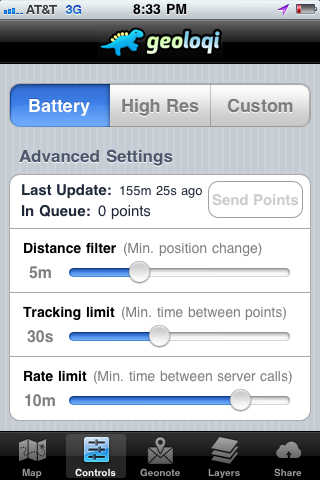 AT&T 3G 8:33 PM
geoloqi
Battery High Res Custom
Advanced Settings
Last Update: 155m 25s ago
Send Points
In Queue: 0 points
Distance filter (Min. position change)
5m
Tracking limit (Min. time between points)
30s
Rate limit (Min. time between server calls)
10m
Map Controls Geonote Layers Share